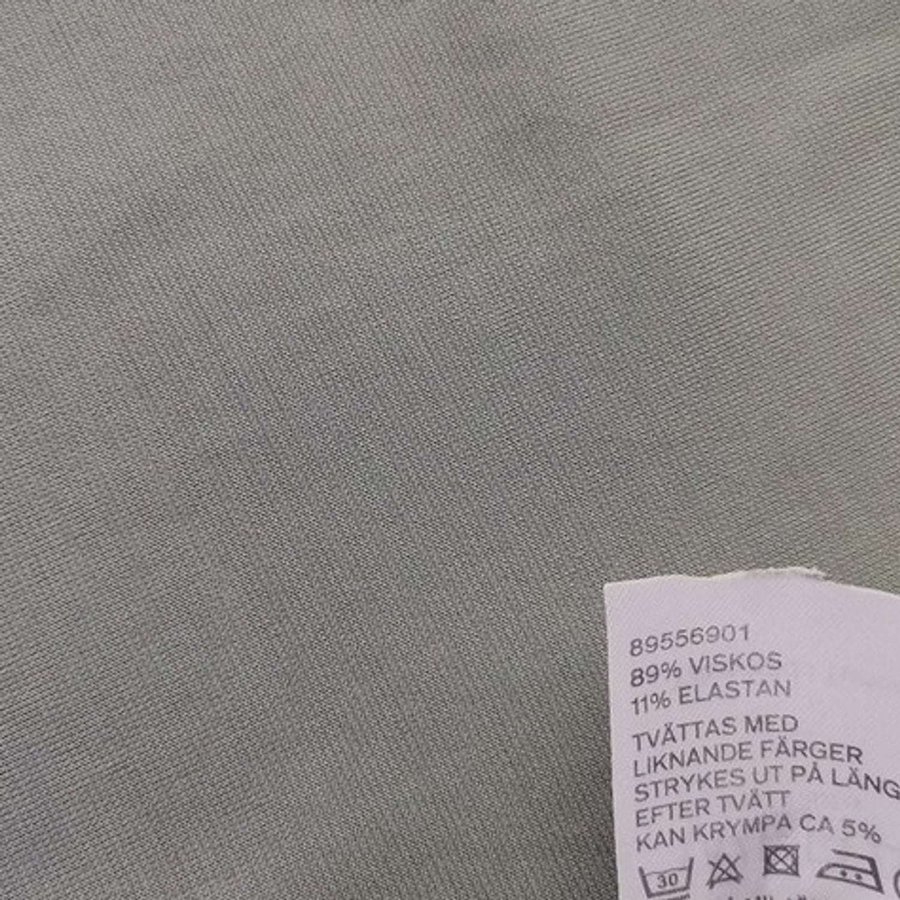 89556901
89% VISKOS
11% ELASTAN
TVÄTTAS MED
LIKNANDE FÄRGER
STRYKES UT PÅ LÄNG
EFTER TVÄTT
KAN KRYMPA CA 5%
30